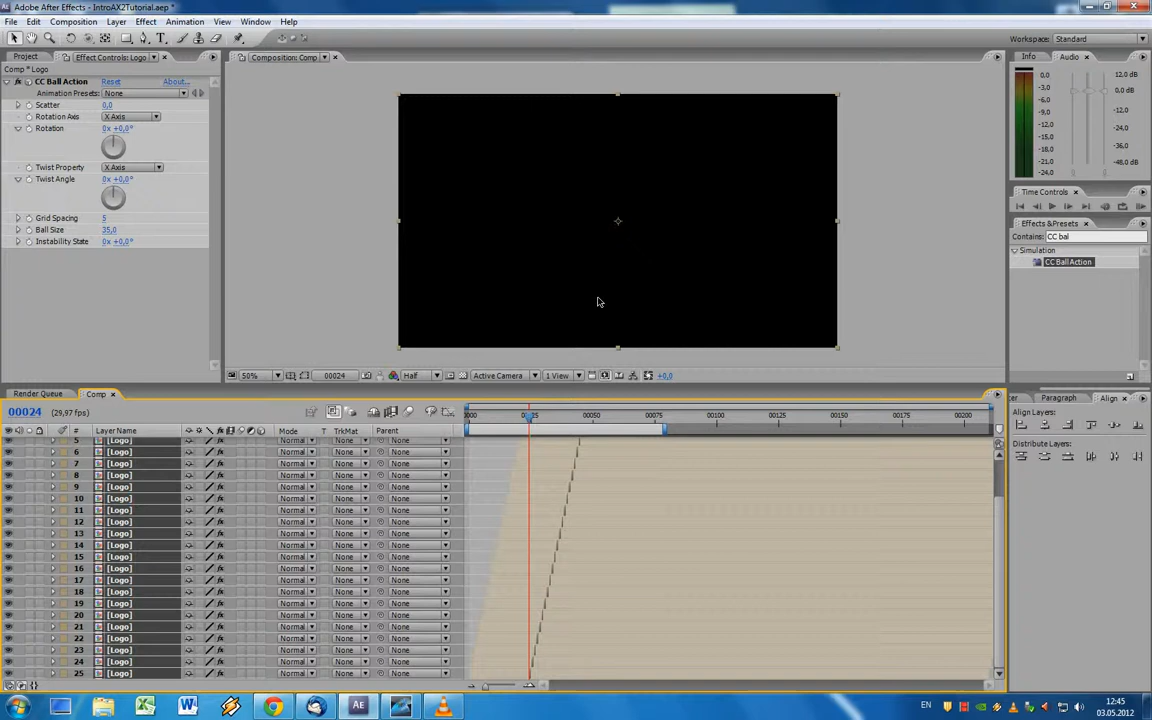 Adobe After Effects - IntroAX2Tutorial.aep *
File Edit Composition Layer Effect Animation View Window Help
Workspace: Standard
Project Effect Controls: Logo
Comp * Logo
CC Ball Action Reset About...
Animation Presets: None
Scatter 0,0
Rotation Axis X Axis
Rotation 0x +0,0°
Twist Property X Axis
Twist Angle 0x +0,0°
Grid Spacing 5
Ball Size 35,0
Instability State 0x +0,0°
Composition: Comp
50% 00024 Half Active Camera 1 View +0,0
Info Audio
0,0 12,0 dB
-3,0 0,0 dB
-6,0
-9,0 -12,0
-12,0
-15,0 -24,0
-18,0 -36,0
-21,0
-24,0 -48,0 dB
Time Controls
Effects & Presets
Contains: CC bal
Simulation
CC Ball Action
Render Queue Comp
00024 (29,97 fps)
0000 00025 00050 00075 00100 00125 00150 00175 00200
# Layer Name Mode T TrkMat Parent
5 [Logo] Normal None None
6 [Logo] Normal None None
7 [Logo] Normal None None
8 [Logo] Normal None None
9 [Logo] Normal None None
10 [Logo] Normal None None
11 [Logo] Normal None None
12 [Logo] Normal None None
13 [Logo] Normal None None
14 [Logo] Normal None None
15 [Logo] Normal None None
16 [Logo] Normal None None
17 [Logo] Normal None None
18 [Logo] Normal None None
19 [Logo] Normal None None
20 [Logo] Normal None None
21 [Logo] Normal None None
22 [Logo] Normal None None
23 [Logo] Normal None None
24 [Logo] Normal None None
25 [Logo] Normal None None
Paragraph Align
Align Layers:
Distribute Layers:
EN 12:45
03.05.2012